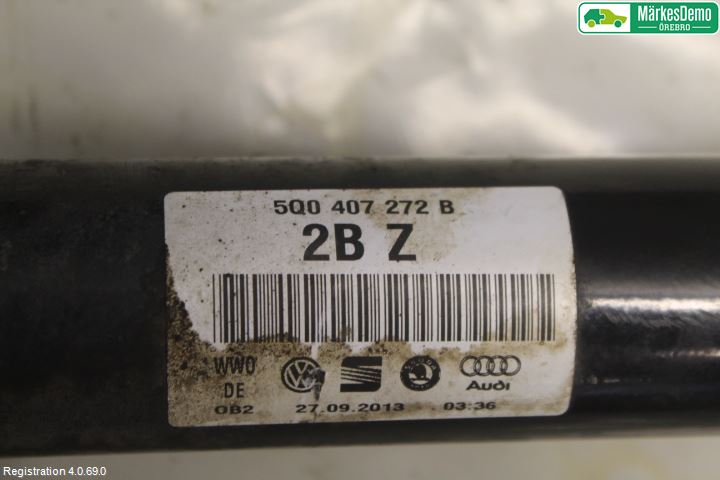 MärkesDemo
ÖREBRO
5Q0 407 272 B
2B Z
WW0
DE
OB2
27.09.2013 03:36
Audi
Registration 4.0.69.0